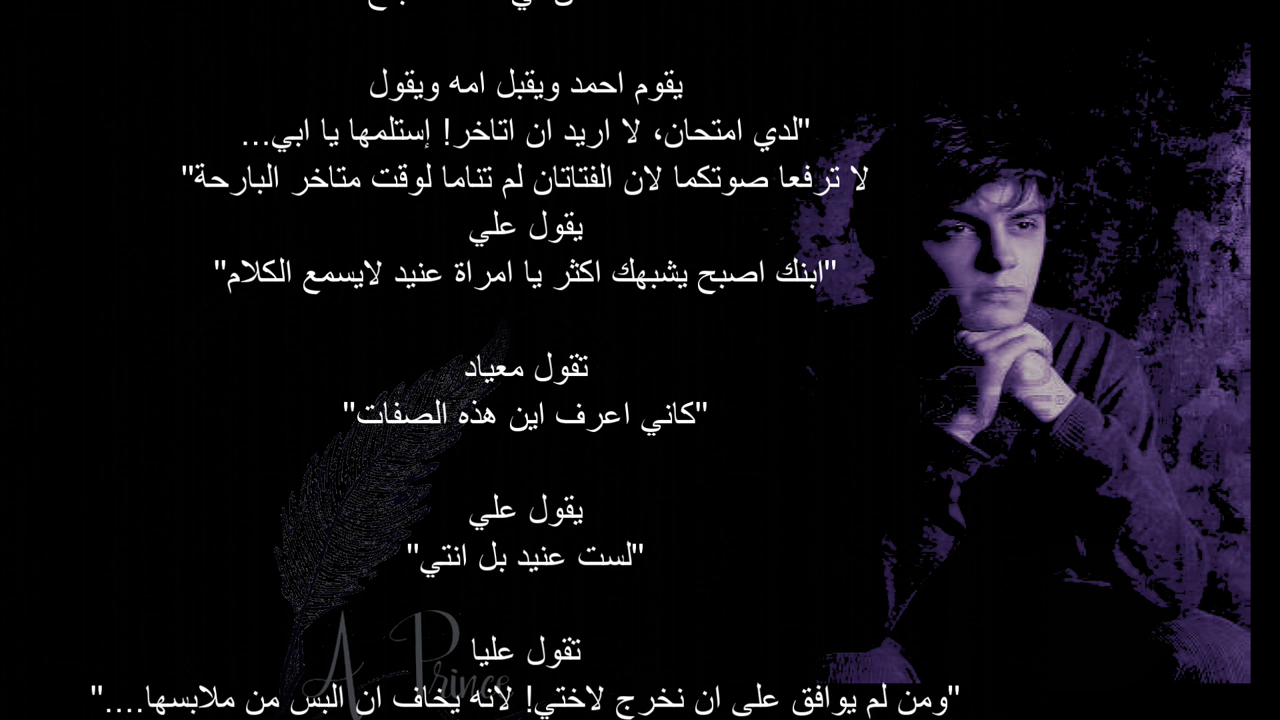 يقوم احمد ويقبل امه ويقول
"لدي امتحان، لا اريد ان اتاخر! إستلمها يا ابي...
لا ترفعا صوتكما لان الفتاتان لم تناما لوقت متاخر البارحة"
يقول علي
"ابنك اصبح يشبهك اكثر يا امراة عنيد لايسمع الكلام"
تقول معياد
"كاني اعرف اين هذه الصفات"
يقول علي
"لست عنيد بل انتي"
تقول عليا
"ومن لم يوافق على ان نخرج لاختي! لانه يخاف ان البس من ملابسها...."
A Prince